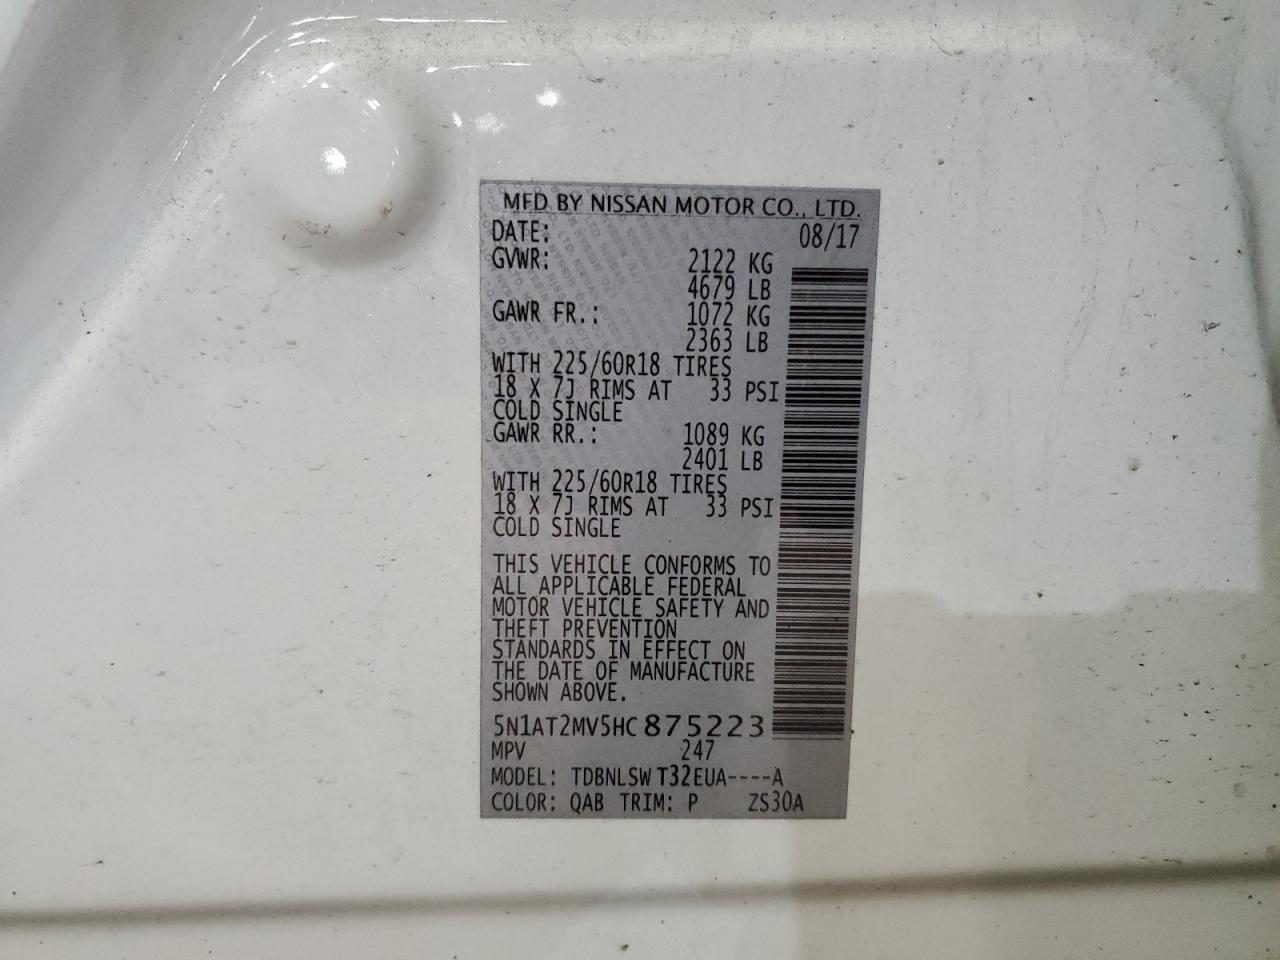 MFD BY NISSAN MOTOR CO., LTD.
DATE: 08/17
GVWR: 2122 KG
4679 LB
GAWR FR.: 1072 KG
2363 LB
WITH 225/60R18 TIRES
18 X 7J RIMS AT 33 PSI
COLD SINGLE
GAWR RR.: 1089 KG
2401 LB
WITH 225/60R18 TIRES
18 X 7J RIMS AT 33 PSI
COLD SINGLE
THIS VEHICLE CONFORMS TO
ALL APPLICABLE FEDERAL
MOTOR VEHICLE SAFETY AND
THEFT PREVENTION
STANDARDS IN EFFECT ON
THE DATE OF MANUFACTURE
SHOWN ABOVE.
5N1AT2MV5HC875223
MPV 247
MODEL: TDBNLSWT32EUA----A
COLOR: QAB TRIM: P ZS30A